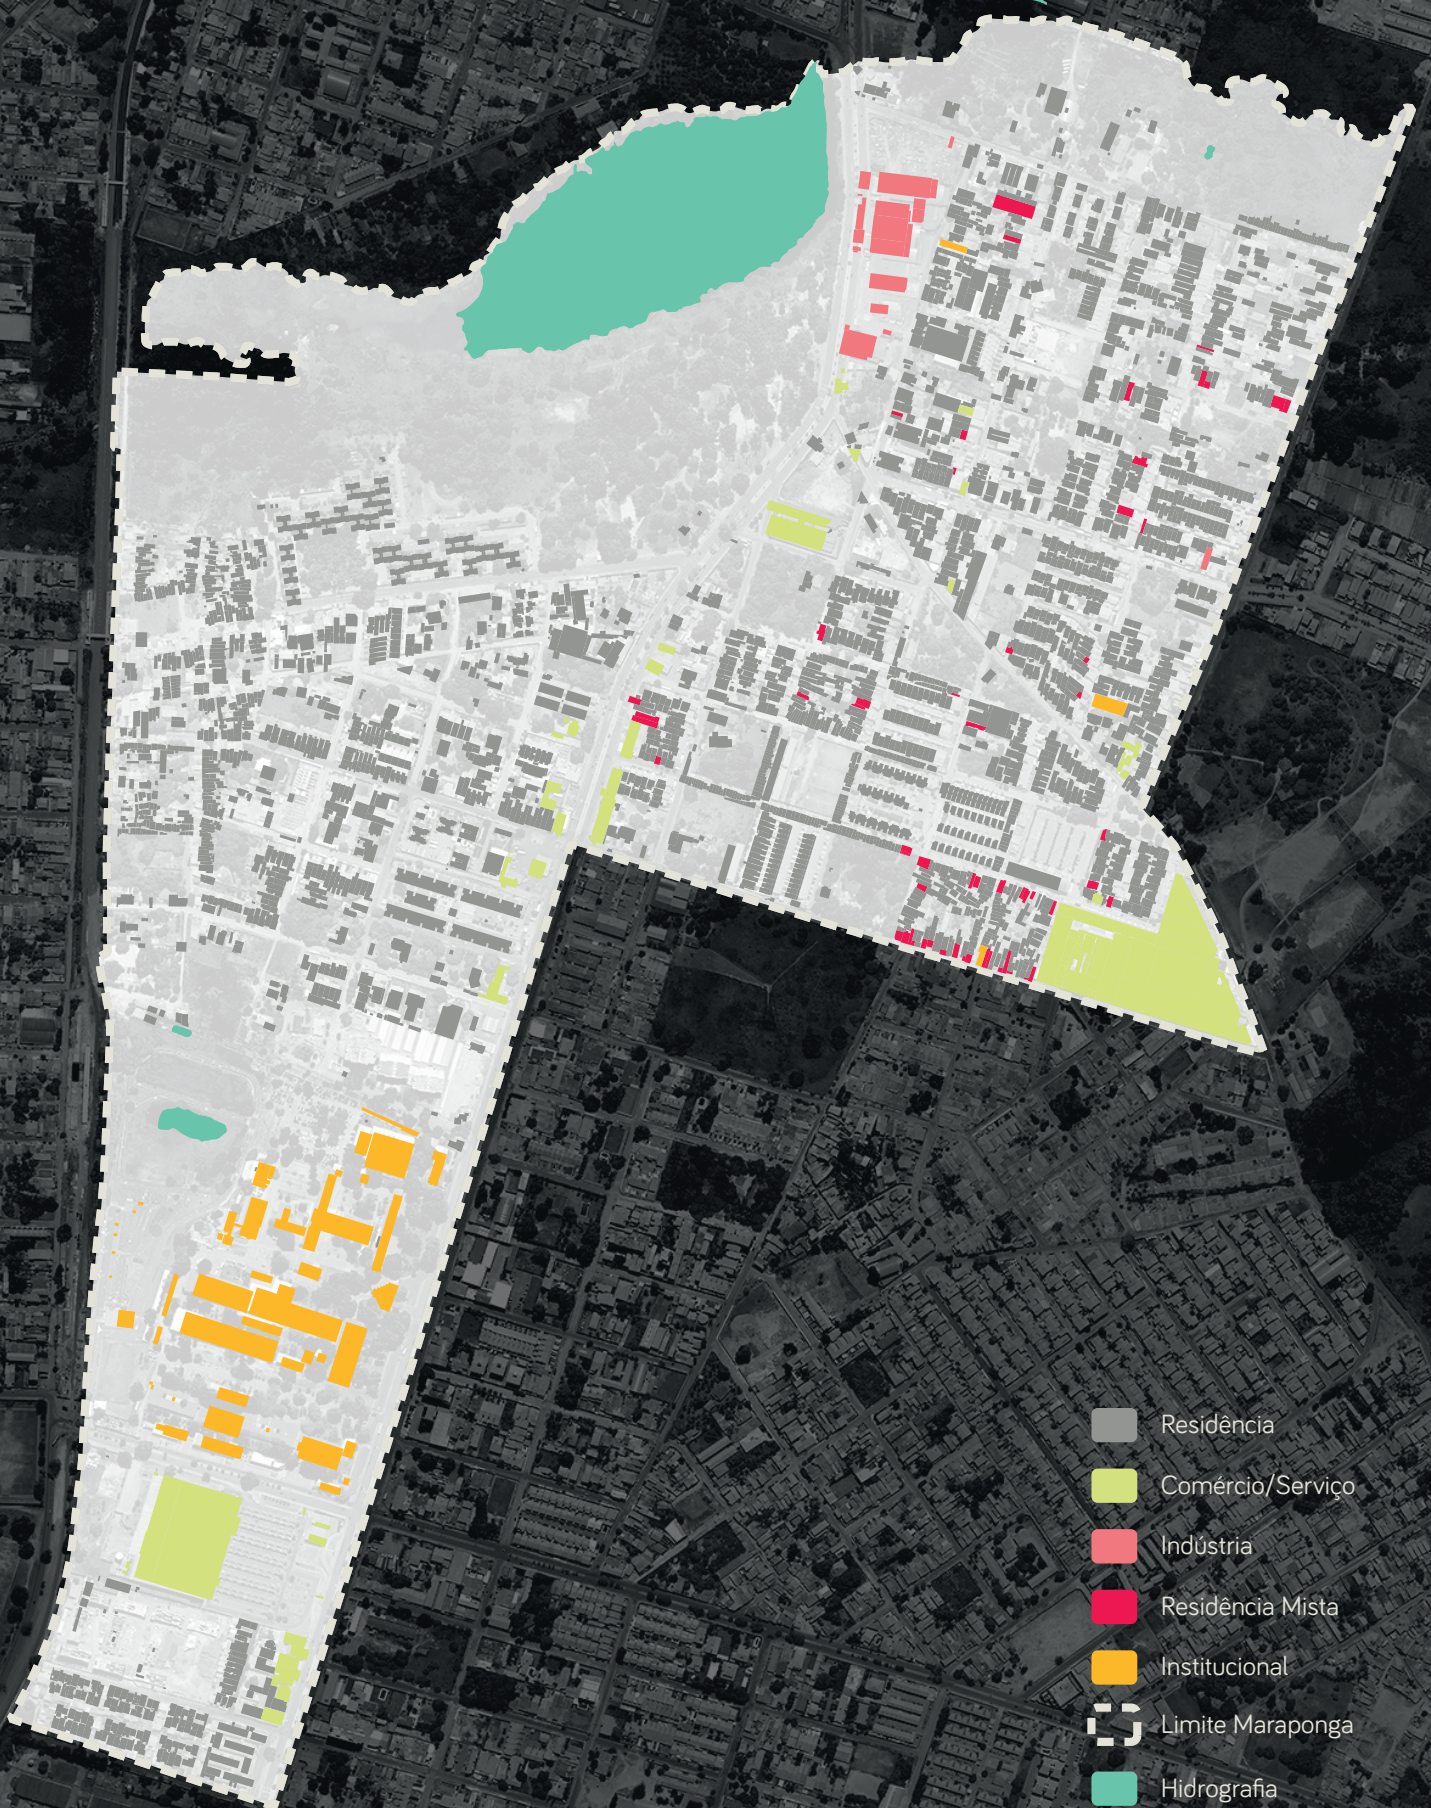 Residência
Comércio/Serviço
Indústria
Residência Mista
Institucional
Limite Maraponga
Hidrografia